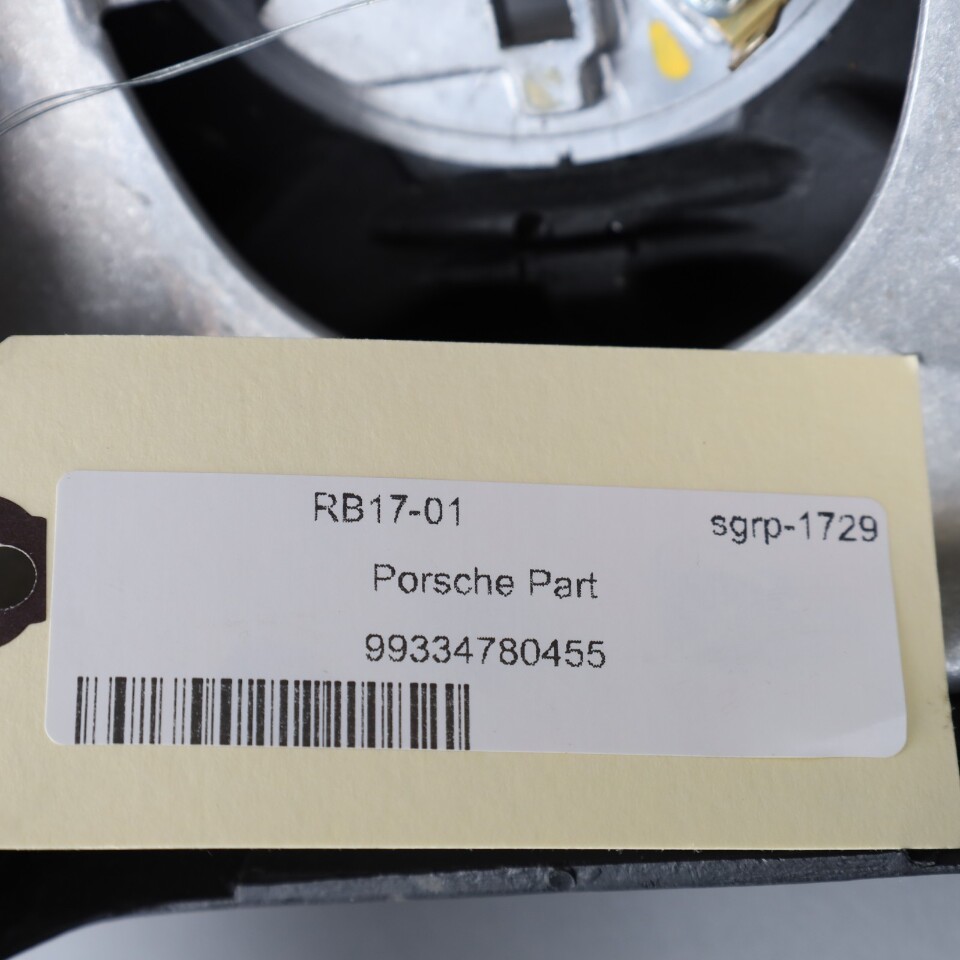 RB17-01
sgrp-1729
Porsche Part
99334780455